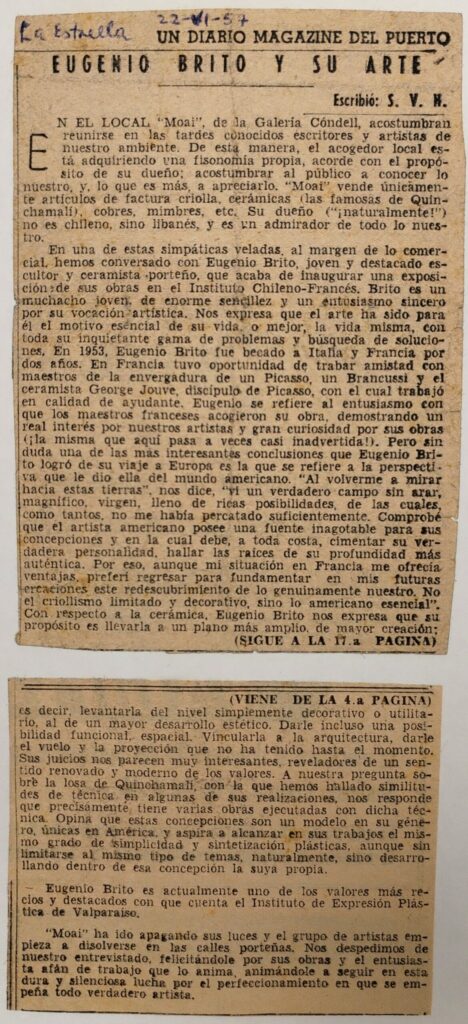 La Estrella 22-VI-57
UN DIARIO MAGAZINE DEL PUERTO
EUGENIO BRITO Y SU ARTE
Escribió: S. V. H.
EN EL LOCAL "Moai", de la Galería Cóndell, acostumbran
reunirse en las tardes conocidos escritores y artistas de
nuestro ambiente. De esta manera, el acogedor local es-
tá adquiriendo una fisonomía propia, acorde con el propó-
sito de su dueño; acostumbrar al público a conocer lo
nuestro, y, lo que es más, a apreciarlo. "Moai" vende únicamen-
te artículos de factura criolla, cerámicas (las famosas de Quin-
chamalí), cobres, mimbres, etc. Su dueño ("¡naturalmente!")
no es chileno, sino libanés, y es un admirador de todo lo nues-
tro.
En una de estas simpáticas veladas, al margen de lo comer-
cial, hemos conversado con Eugenio Brito, joven y destacado es-
cultor y ceramista porteño, que acaba de inaugurar una exposi-
ción de sus obras en el Instituto Chileno-Francés. Brito es un
muchacho joven, de enorme sencillez y un entusiasmo sincero
por su vocación artística. Nos expresa que el arte ha sido para
él el motivo esencial de su vida, o mejor, la vida misma, con
toda su inquietante gama de problemas y búsqueda de solucio-
nes. En 1953, Eugenio Brito fue becado a Italia y Francia por
dos años. En Francia tuvo oportunidad de trabar amistad con
maestros de la envergadura de un Picasso, un Brancussi y el
ceramista George Jouve, discípulo de Picasso, con el cual trabajó
en calidad de ayudante. Eugenio se refiere al entusiasmo con
que los maestros franceses acogieron su obra, demostrando un
real interés por nuestros artistas y gran curiosidad por sus obras
(¡la misma que aquí pasa a veces casi inadvertida!). Pero sin
duda una de las más interesantes conclusiones que Eugenio Bri-
to logró de su viaje a Europa es la que se refiere a la perspecti-
va que le dio ella del mundo americano. "Al volverme a mirar
hacia estas tierras", nos dice, "vi un verdadero campo sin arar,
magnífico, virgen, lleno de ricas posibilidades, de las cuales,
como tantos, no me había percatado suficientemente. Comprobé
que el artista americano posee una fuente inagotable para sus
concepciones y en la cual debe, a toda costa, cimentar su ver-
dadera personalidad, hallar las raíces de su profundidad más
auténtica. Por eso, aunque mi situación en Francia me ofrecía
ventajas, preferí regresar para fundamentar en mis futuras
creaciones este redescubrimiento de lo genuinamente nuestro. No
el criollismo limitado y decorativo, sino lo americano esencial".
Con respecto a la cerámica, Eugenio Brito nos expresa que su
propósito es llevarla a un plano más amplio, de mayor creación;
(SIGUE A LA 17.a PAGINA)
(VIENE DE LA 4.a PAGINA)
es decir, levantarla del nivel simplemente decorativo o utilita-
rio, al de un mayor desarrollo estético. Darle incluso una po-
sibilidad funcional, espacial. Vincularla a la arquitectura, darle
el vuelo y la proyección que no ha tenido hasta el momento.
Sus juicios nos parecen muy interesantes, reveladores de un sen-
tido renovado y moderno de los valores. A nuestra pregunta so-
bre la losa de Quinchamalí, con la que hemos hallado similitu-
des de técnica en algunas de sus realizaciones, nos responde
que precisamente, tiene varias obras ejecutadas con dicha téc-
nica. Opina que estas concepciones son un modelo en su géne-
ro, únicas en América, y aspira a alcanzar en sus trabajos el mis-
mo grado de simplicidad y sintetización plásticas, aunque sin
limitarse al mismo tipo de temas, naturalmente, sino desarro-
llando dentro de esa concepción la suya propia.
Eugenio Brito es actualmente uno de los valores más re-
cios y destacados con que cuenta el Instituto de Expresión Plás-
tica de Valparaíso.
"Moai" ha ido apagando sus luces y el grupo de artistas em-
pieza a disolverse en las calles porteñas. Nos despedimos de
nuestro entrevistado, felicitándolo por sus obras y el entusias-
ta afán de trabajo que lo anima, animándole a seguir en esta
dura y silenciosa lucha por el perfeccionamiento en que se em-
peña todo verdadero artista.